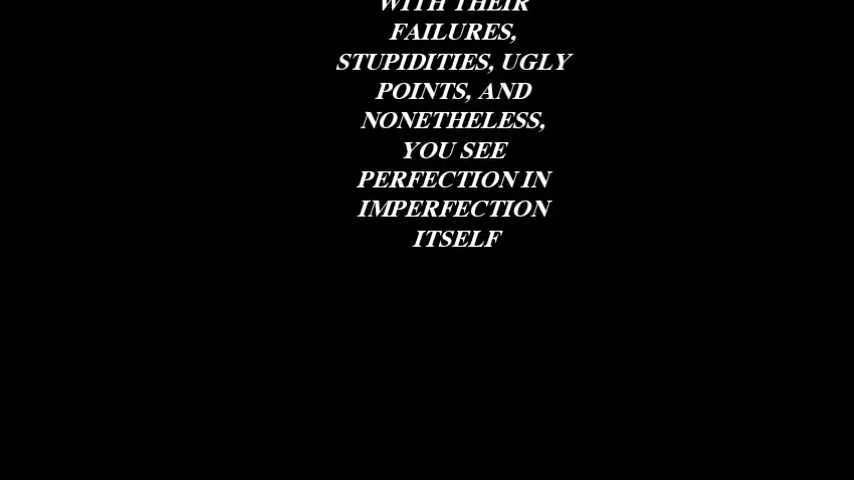 WITH THEIR
FAILURES,
STUPIDITIES, UGLY
POINTS, AND
NONETHELESS,
YOU SEE
PERFECTION IN
IMPERFECTION
ITSELF